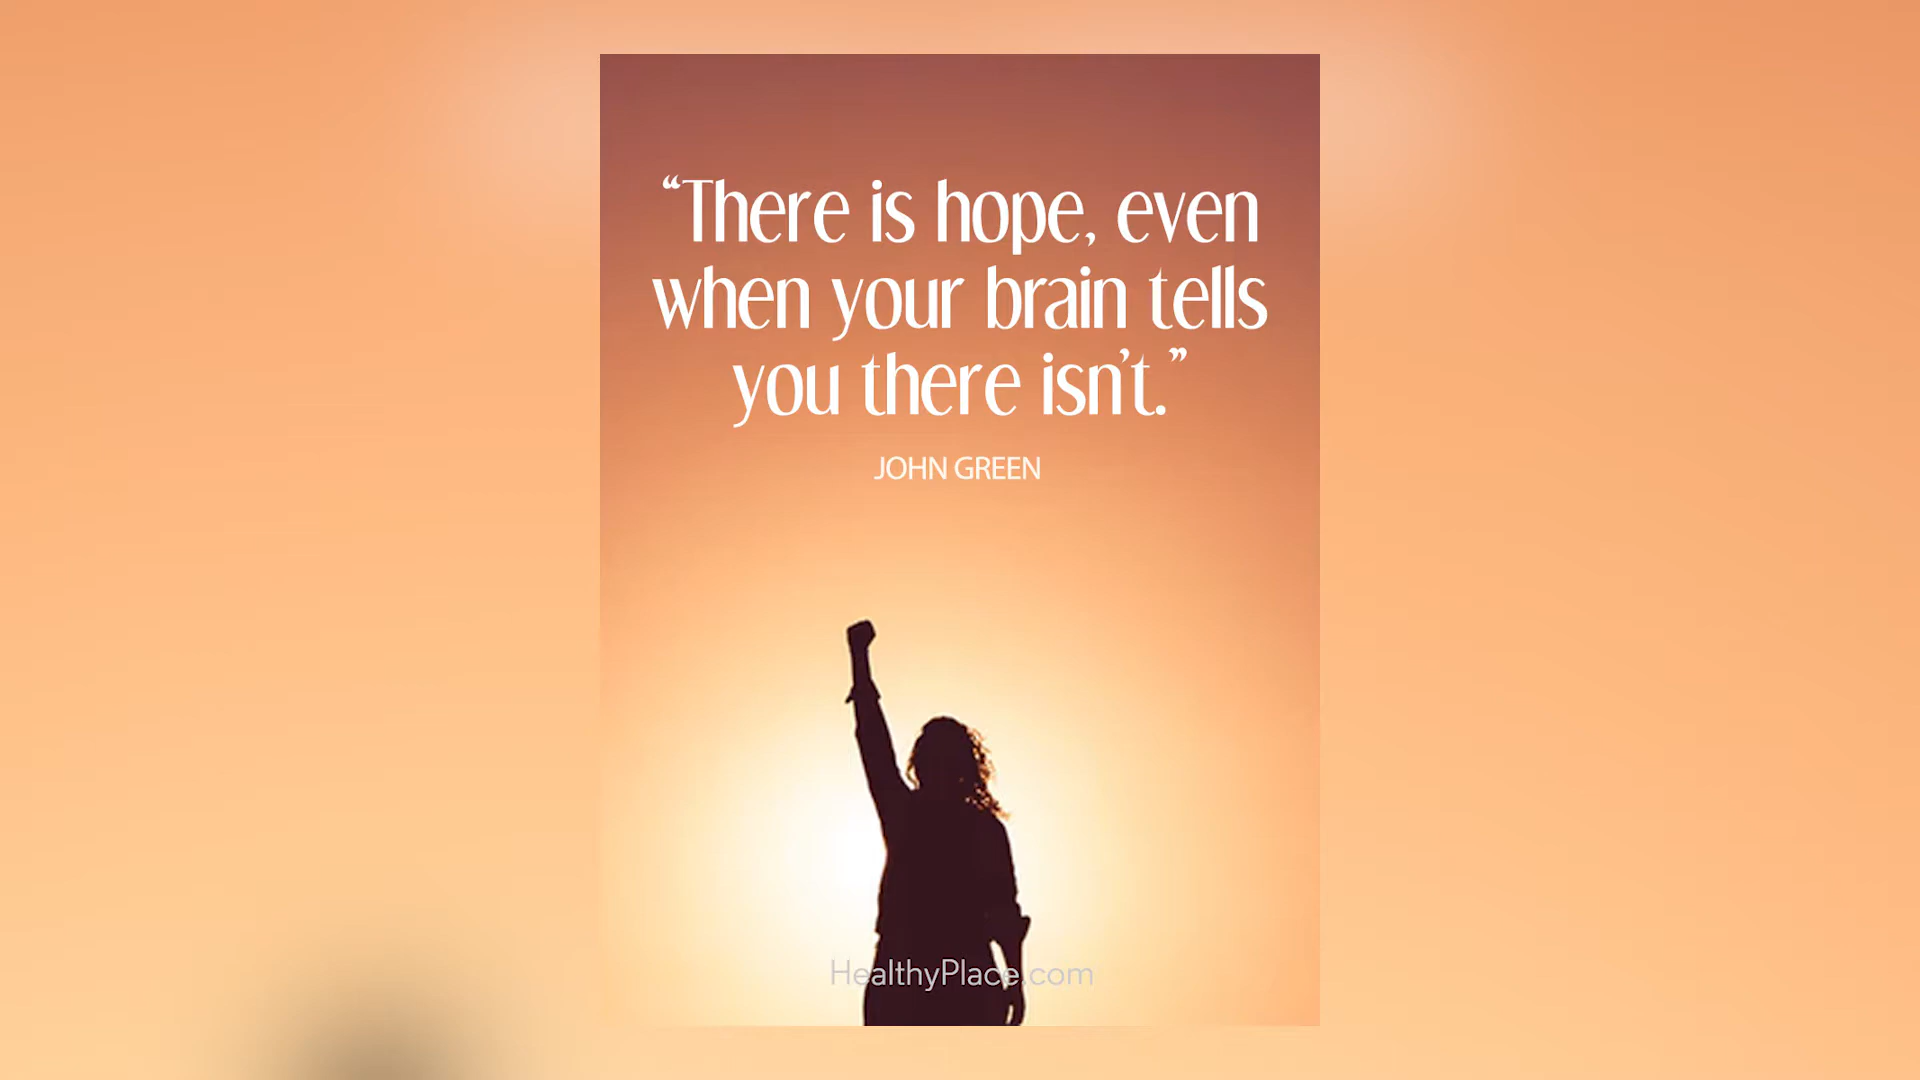 “There is hope, even
when your brain tells
you there isn’t.”
JOHN GREEN
HealthyPlace.com